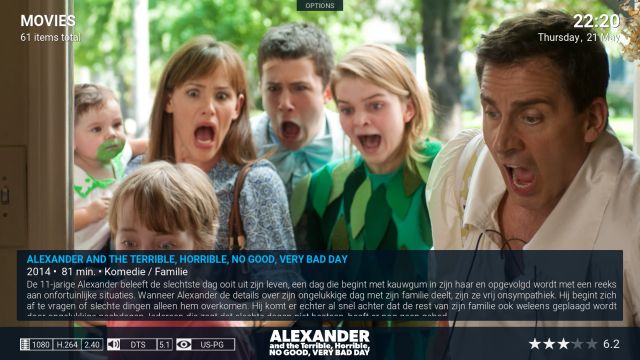 OPTIONS
MOVIES
61 items total
22:20
Thursday, 21 May
ALEXANDER AND THE TERRIBLE, HORRIBLE, NO GOOD, VERY BAD DAY
2014 • 81 min. • Komedie / Familie
De 11-jarige Alexander beleeft de slechtste dag ooit uit zijn leven, een dag die begint met kauwgum in zijn haar en opgevolgd wordt met een reeks
aan onfortuinlijke situaties. Wanneer Alexander de details over zijn ongelukkige dag met zijn familie deelt, zijn ze vrij onsympathiek. Hij begint zich
af te vragen of slechte dingen alleen hem overkomen. Hij komt er echter al snel achter dat de rest van zijn familie ook weleens geplaagd wordt
1080 H.264 2.40 DTS 5.1 US-PG
ALEXANDER
and the Terrible, Horrible,
NO GOOD, VERY BAD DAY
6.2